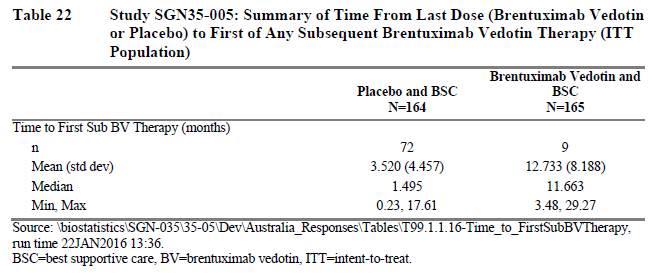 Table 22 Study SGN35-005: Summary of Time From Last Dose (Brentuximab Vedotin
or Placebo) to First of Any Subsequent Brentuximab Vedotin Therapy (ITT
Population)
Placebo and BSC
N=164
Brentuximab Vedotin and
BSC
N=165
Time to First Sub BV Therapy (months)
n 72 9
Mean (std dev) 3.520 (4.457) 12.733 (8.188)
Median 1.495 11.663
Min, Max 0.23, 17.61 3.48, 29.27
Source: \biostatistics\SGN-035\35-05\Dev\Australia_Responses\Tables\T99.1.1.16-Time_to_FirstSubBVTherapy,
run time 22JAN2016 13:36.
BSC=best supportive care, BV=brentuximab vedotin, ITT=intent-to-treat.